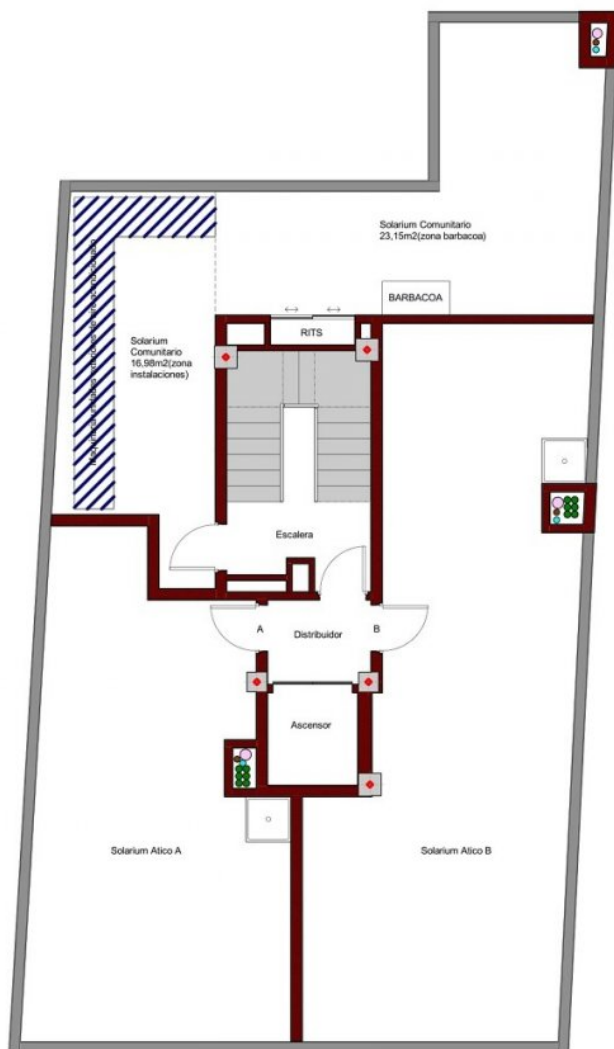 Solarium Comunitario
23,15m2(zona barbacoa)
BARBACOA
RITS
Solarium
Comunitario
16,98m2(zona
instalaciones)
Escalera
A
Distribuidor
B
Ascensor
Solarium Atico A
Solarium Atico B